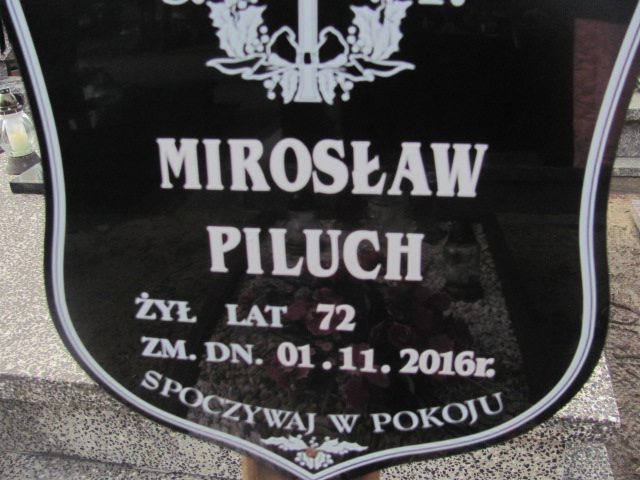 MIROSŁAW
PILUCH
ŻYŁ LAT 72
ZM. DN. 01.11.2016r.
SPOCZYWAJ W POKOJU